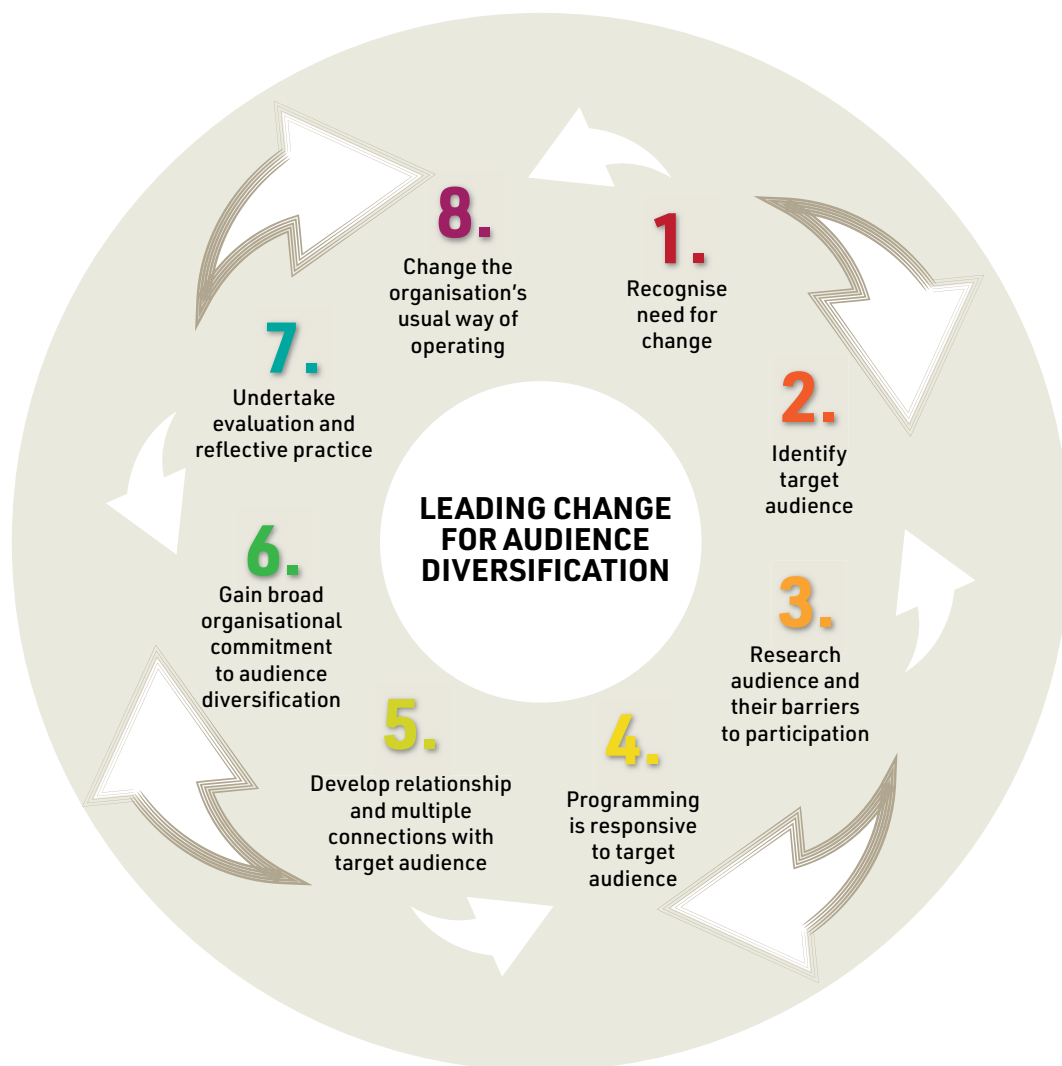 LEADING CHANGE
FOR AUDIENCE
DIVERSIFICATION
1.
Recognise
need for
change
2.
Identify
target
audience
3.
Research
audience and
their barriers
to participation
4.
Programming
is responsive
to target
audience
5.
Develop relationship
and multiple
connections with
target audience
6.
Gain broad
organisational
commitment
to audience
diversification
7.
Undertake
evaluation and
reflective practice
8.
Change the
organisation's
usual way of
operating